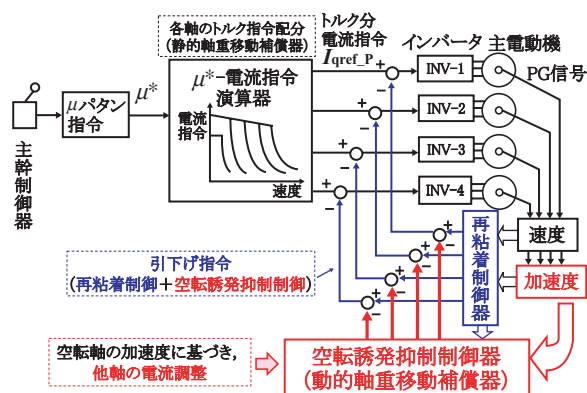 各軸のトルク指令配分
(静的軸重移動補償器)
トルク分
電流指令
Iqref_P
インバータ
主電動機
PG信号
μパタン
指令
μ*
μ*-電流指令
演算器
電流
指令
速度
主幹制御器
+
−
INV-1
+
−
INV-2
+
−
INV-3
+
−
INV-4
再粘着制御器
+
−
+
−
+
−
+
−
速度
加速度
引下げ指令
(再粘着制御+空転誘発抑制制御)
空転軸の加速度に基づき,
他軸の電流調整
空転誘発抑制制御器
(動的軸重移動補償器)